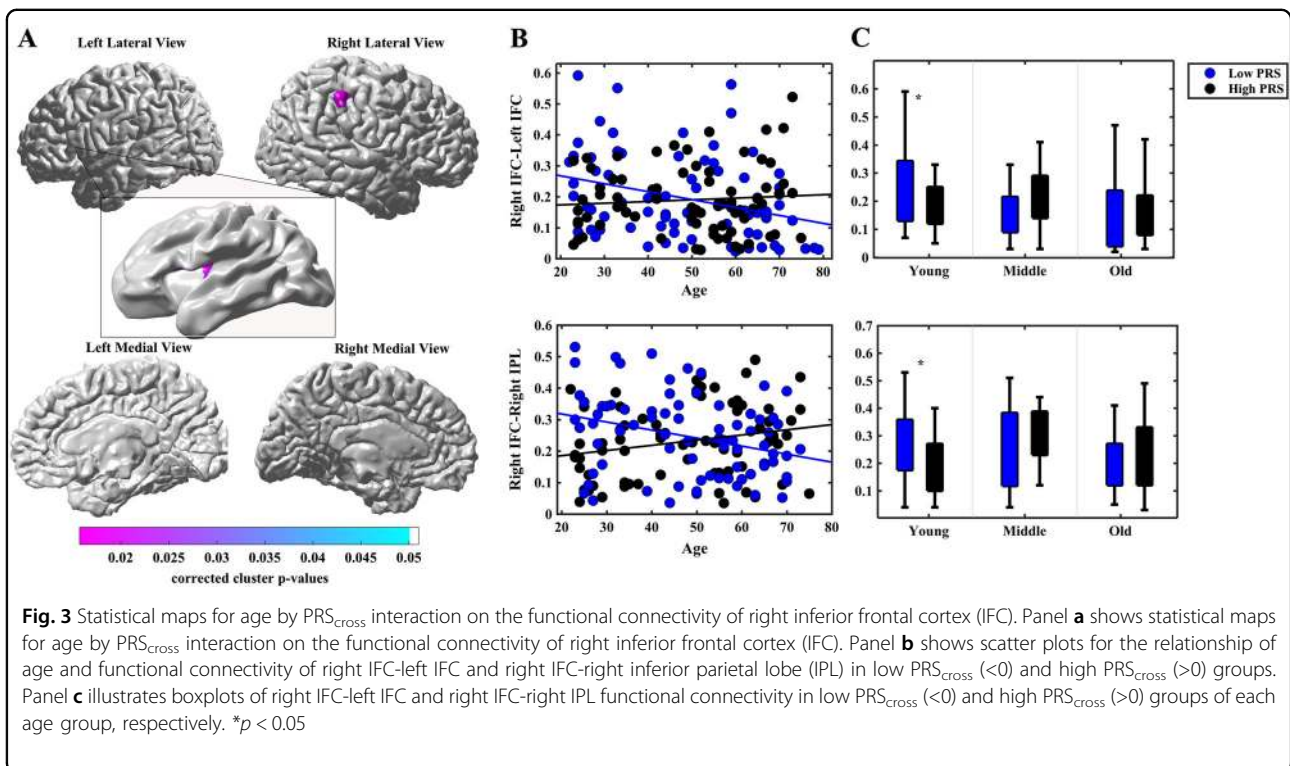 A
Left Lateral View
Right Lateral View
Left Medial View
Right Medial View
0.02 0.025 0.03 0.035 0.04 0.045 0.05
corrected cluster p-values
B
Right IFC-Left IFC
0.6
0.5
0.4
0.3
0.2
0.1
0
20 30 40 50 60 70 80
Age
Right IFC-Right IPL
0.6
0.5
0.4
0.3
0.2
0.1
0
20 30 40 50 60 70 80
Age
C
0.7
0.6
0.5
0.4
0.3
0.2
0.1
0
*
Young Middle Old
0.7
0.6
0.5
0.4
0.3
0.2
0.1
*
Young Middle Old
Low PRS
High PRS
Fig. 3 Statistical maps for age by PRScross interaction on the functional connectivity of right inferior frontal cortex (IFC). Panel a shows statistical maps
for age by PRScross interaction on the functional connectivity of right inferior frontal cortex (IFC). Panel b shows scatter plots for the relationship of
age and functional connectivity of right IFC-left IFC and right IFC-right inferior parietal lobe (IPL) in low PRScross (<0) and high PRScross (>0) groups.
Panel c illustrates boxplots of right IFC-left IFC and right IFC-right IPL functional connectivity in low PRScross (<0) and high PRScross (>0) groups of each
age group, respectively. *p < 0.05